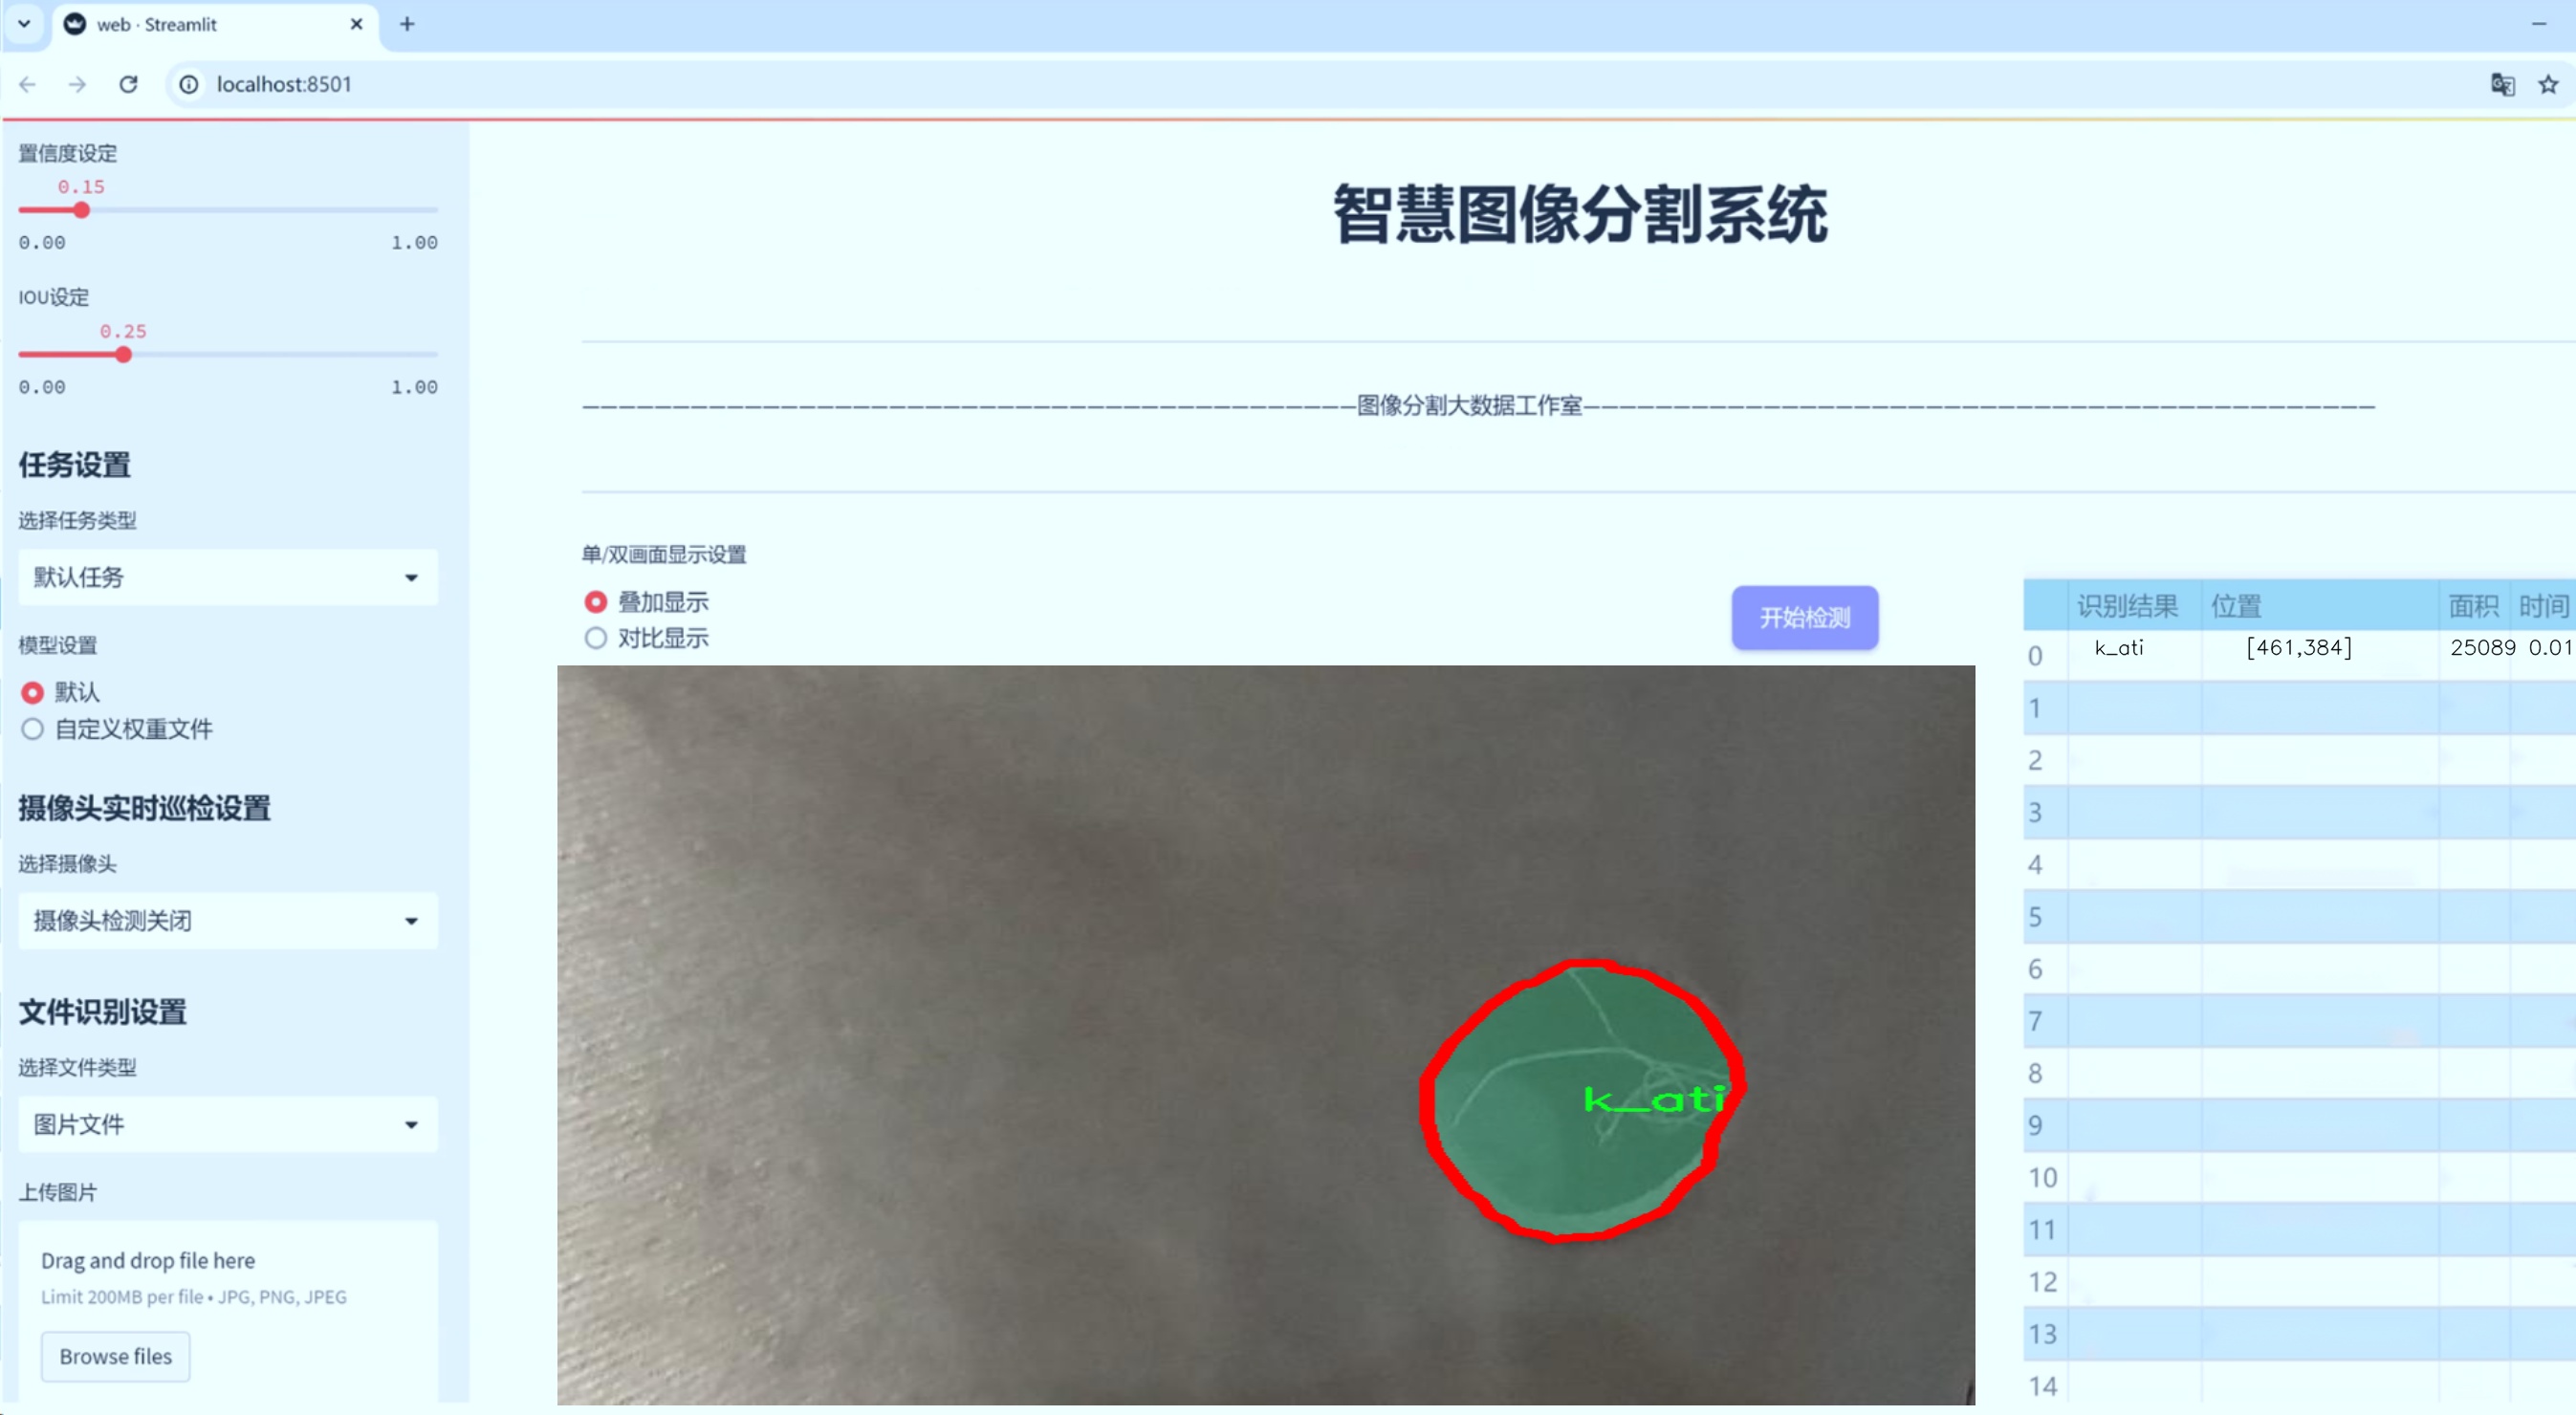 web · Streamlit
localhost:8501
置信度设定
0.15
0.00 1.00
IOU设定
0.25
0.00 1.00
任务设置
选择任务类型
默认任务
模型设置
默认
自定义权重文件
摄像头实时巡检设置
选择摄像头
摄像头检测关闭
文件识别设置
选择文件类型
图片文件
上传图片
Drag and drop file here
Limit 200MB per file • JPG, PNG, JPEG
Browse files
智慧图像分割系统
———————————————————————————————————————————图像分割大数据工作室————————————————————————————————————————————
单/双画面显示设置
叠加显示
对比显示
开始检测
k_ati
识别结果 位置 面积 时间
0 k_ati [461,384] 25089 0.01
1
2
3
4
5
6
7
8
9
10
11
12
13
14